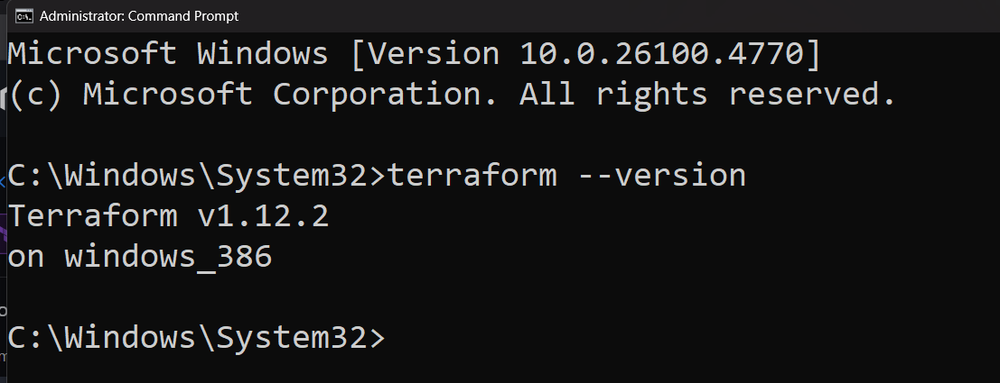 Administrator: Command Prompt
Microsoft Windows [Version 10.0.26100.4770]
(c) Microsoft Corporation. All rights reserved.
C:\Windows\System32>terraform --version
Terraform v1.12.2
on windows_386
C:\Windows\System32>